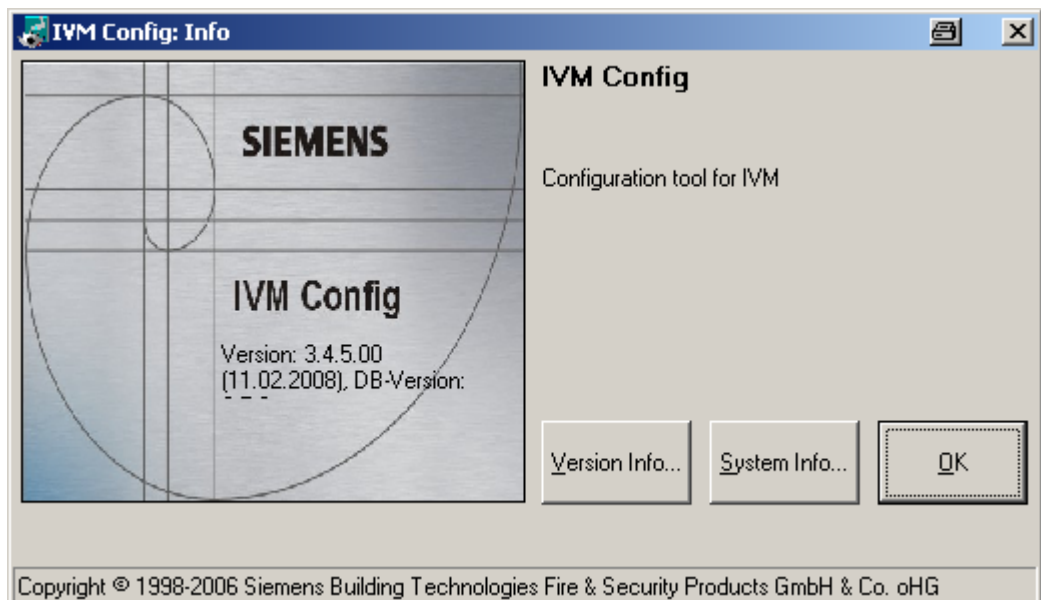 IVM Config: Info
SIEMENS
IVM Config
Version: 3.4.5.00
(11.02.2008), DB-Version:
IVM Config
Configuration tool for IVM
Version Info...
System Info...
OK
Copyright © 1998-2006 Siemens Building Technologies Fire & Security Products GmbH & Co. oHG